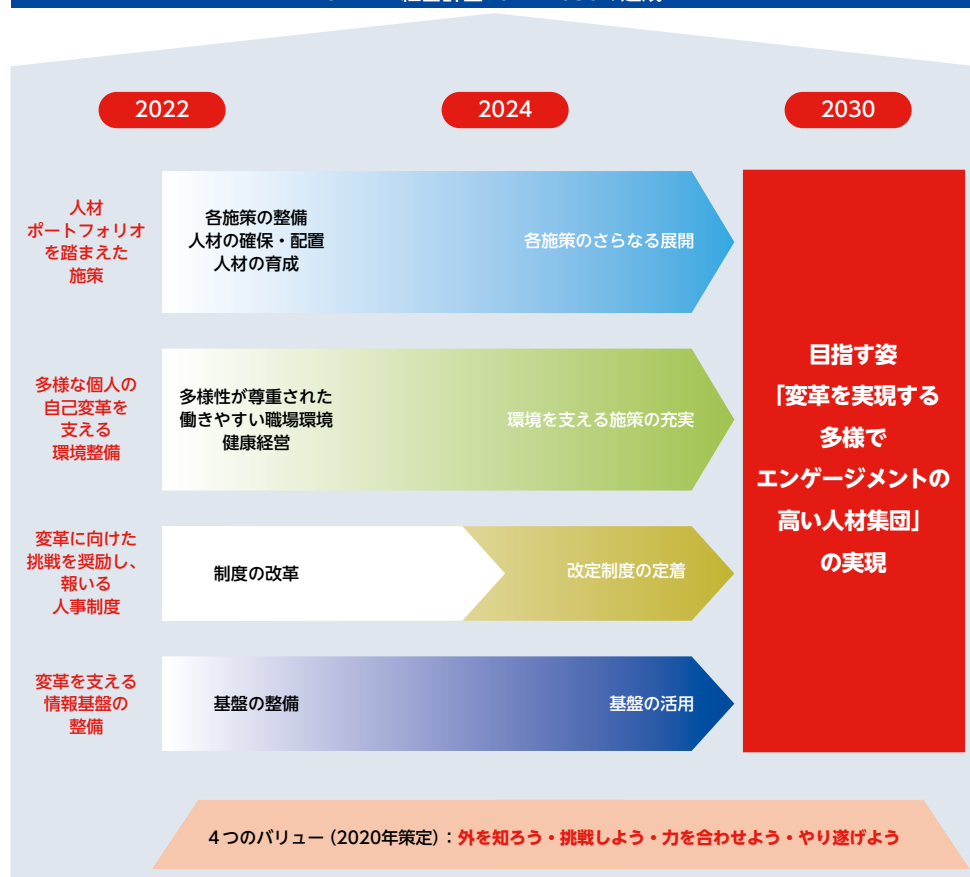 2022
2024
2030
人材
ポートフォリオ
を踏まえた
施策
各施策の整備
人材の確保・配置
人材の育成
各施策のさらなる展開
多様な個人の
自己変革を
支える
環境整備
多様性が尊重された
働きやすい職場環境
健康経営
環境を支える施策の充実
変革に向けた
挑戦を奨励し、
報いる
人事制度
制度の改革
改定制度の定着
変革を支える
情報基盤の
整備
基盤の整備
基盤の活用
目指す姿
「変革を実現する
多様で
エンゲージメントの
高い人材集団」
の実現
4つのバリュー（2020年策定）：外を知ろう・挑戦しよう・力を合わせよう・やり遂げよう